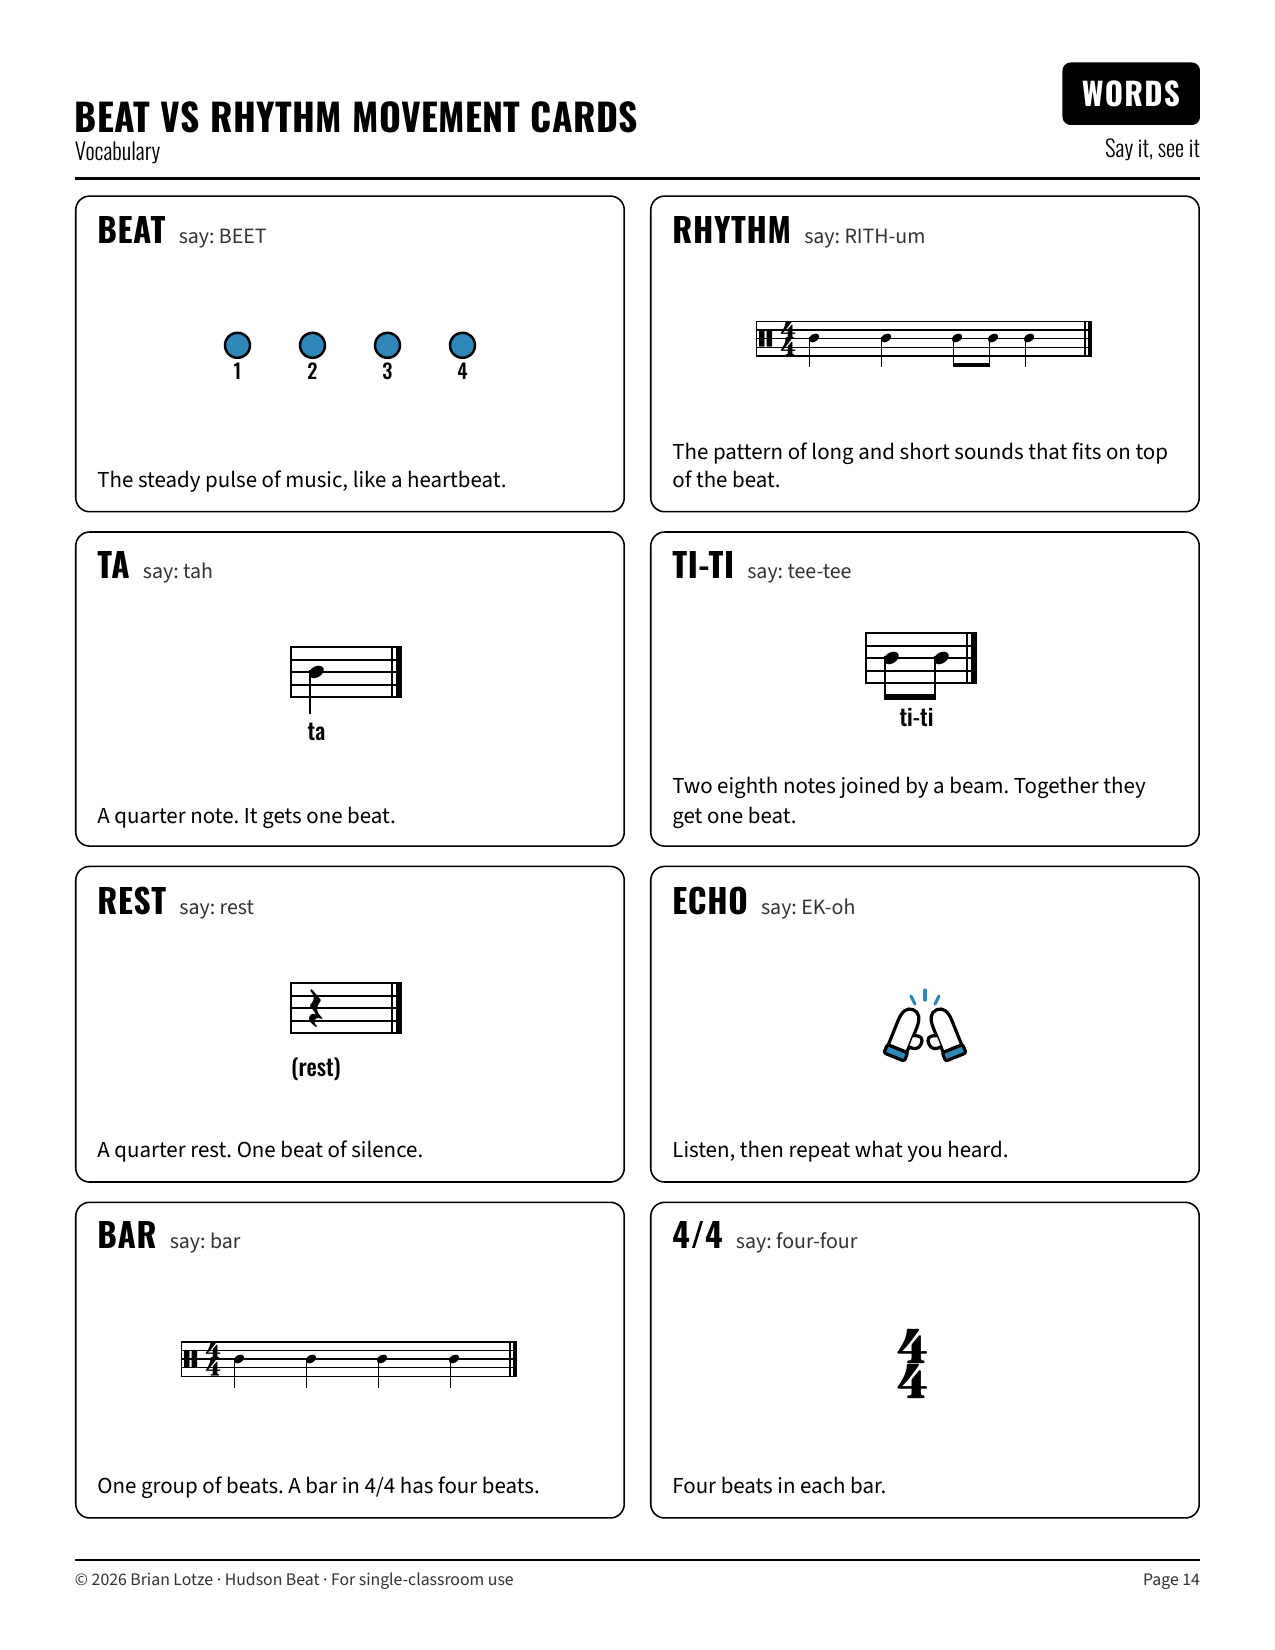 BEAT VS RHYTHM MOVEMENT CARDS
Vocabulary
WORDS
Say it, see it
BEAT say: BEET
1 2 3 4
The steady pulse of music, like a heartbeat.
RHYTHM say: RITH-um
4
4
The pattern of long and short sounds that fits on top
of the beat.
TA say: tah
ta
A quarter note. It gets one beat.
TI-TI say: tee-tee
ti-ti
Two eighth notes joined by a beam. Together they
get one beat.
REST say: rest
(rest)
A quarter rest. One beat of silence.
ECHO say: EK-oh
Listen, then repeat what you heard.
BAR say: bar
4
4
One group of beats. A bar in 4/4 has four beats.
4/4 say: four-four
4
4
Four beats in each bar.
© 2026 Brian Lotze · Hudson Beat · For single-classroom use
Page 14